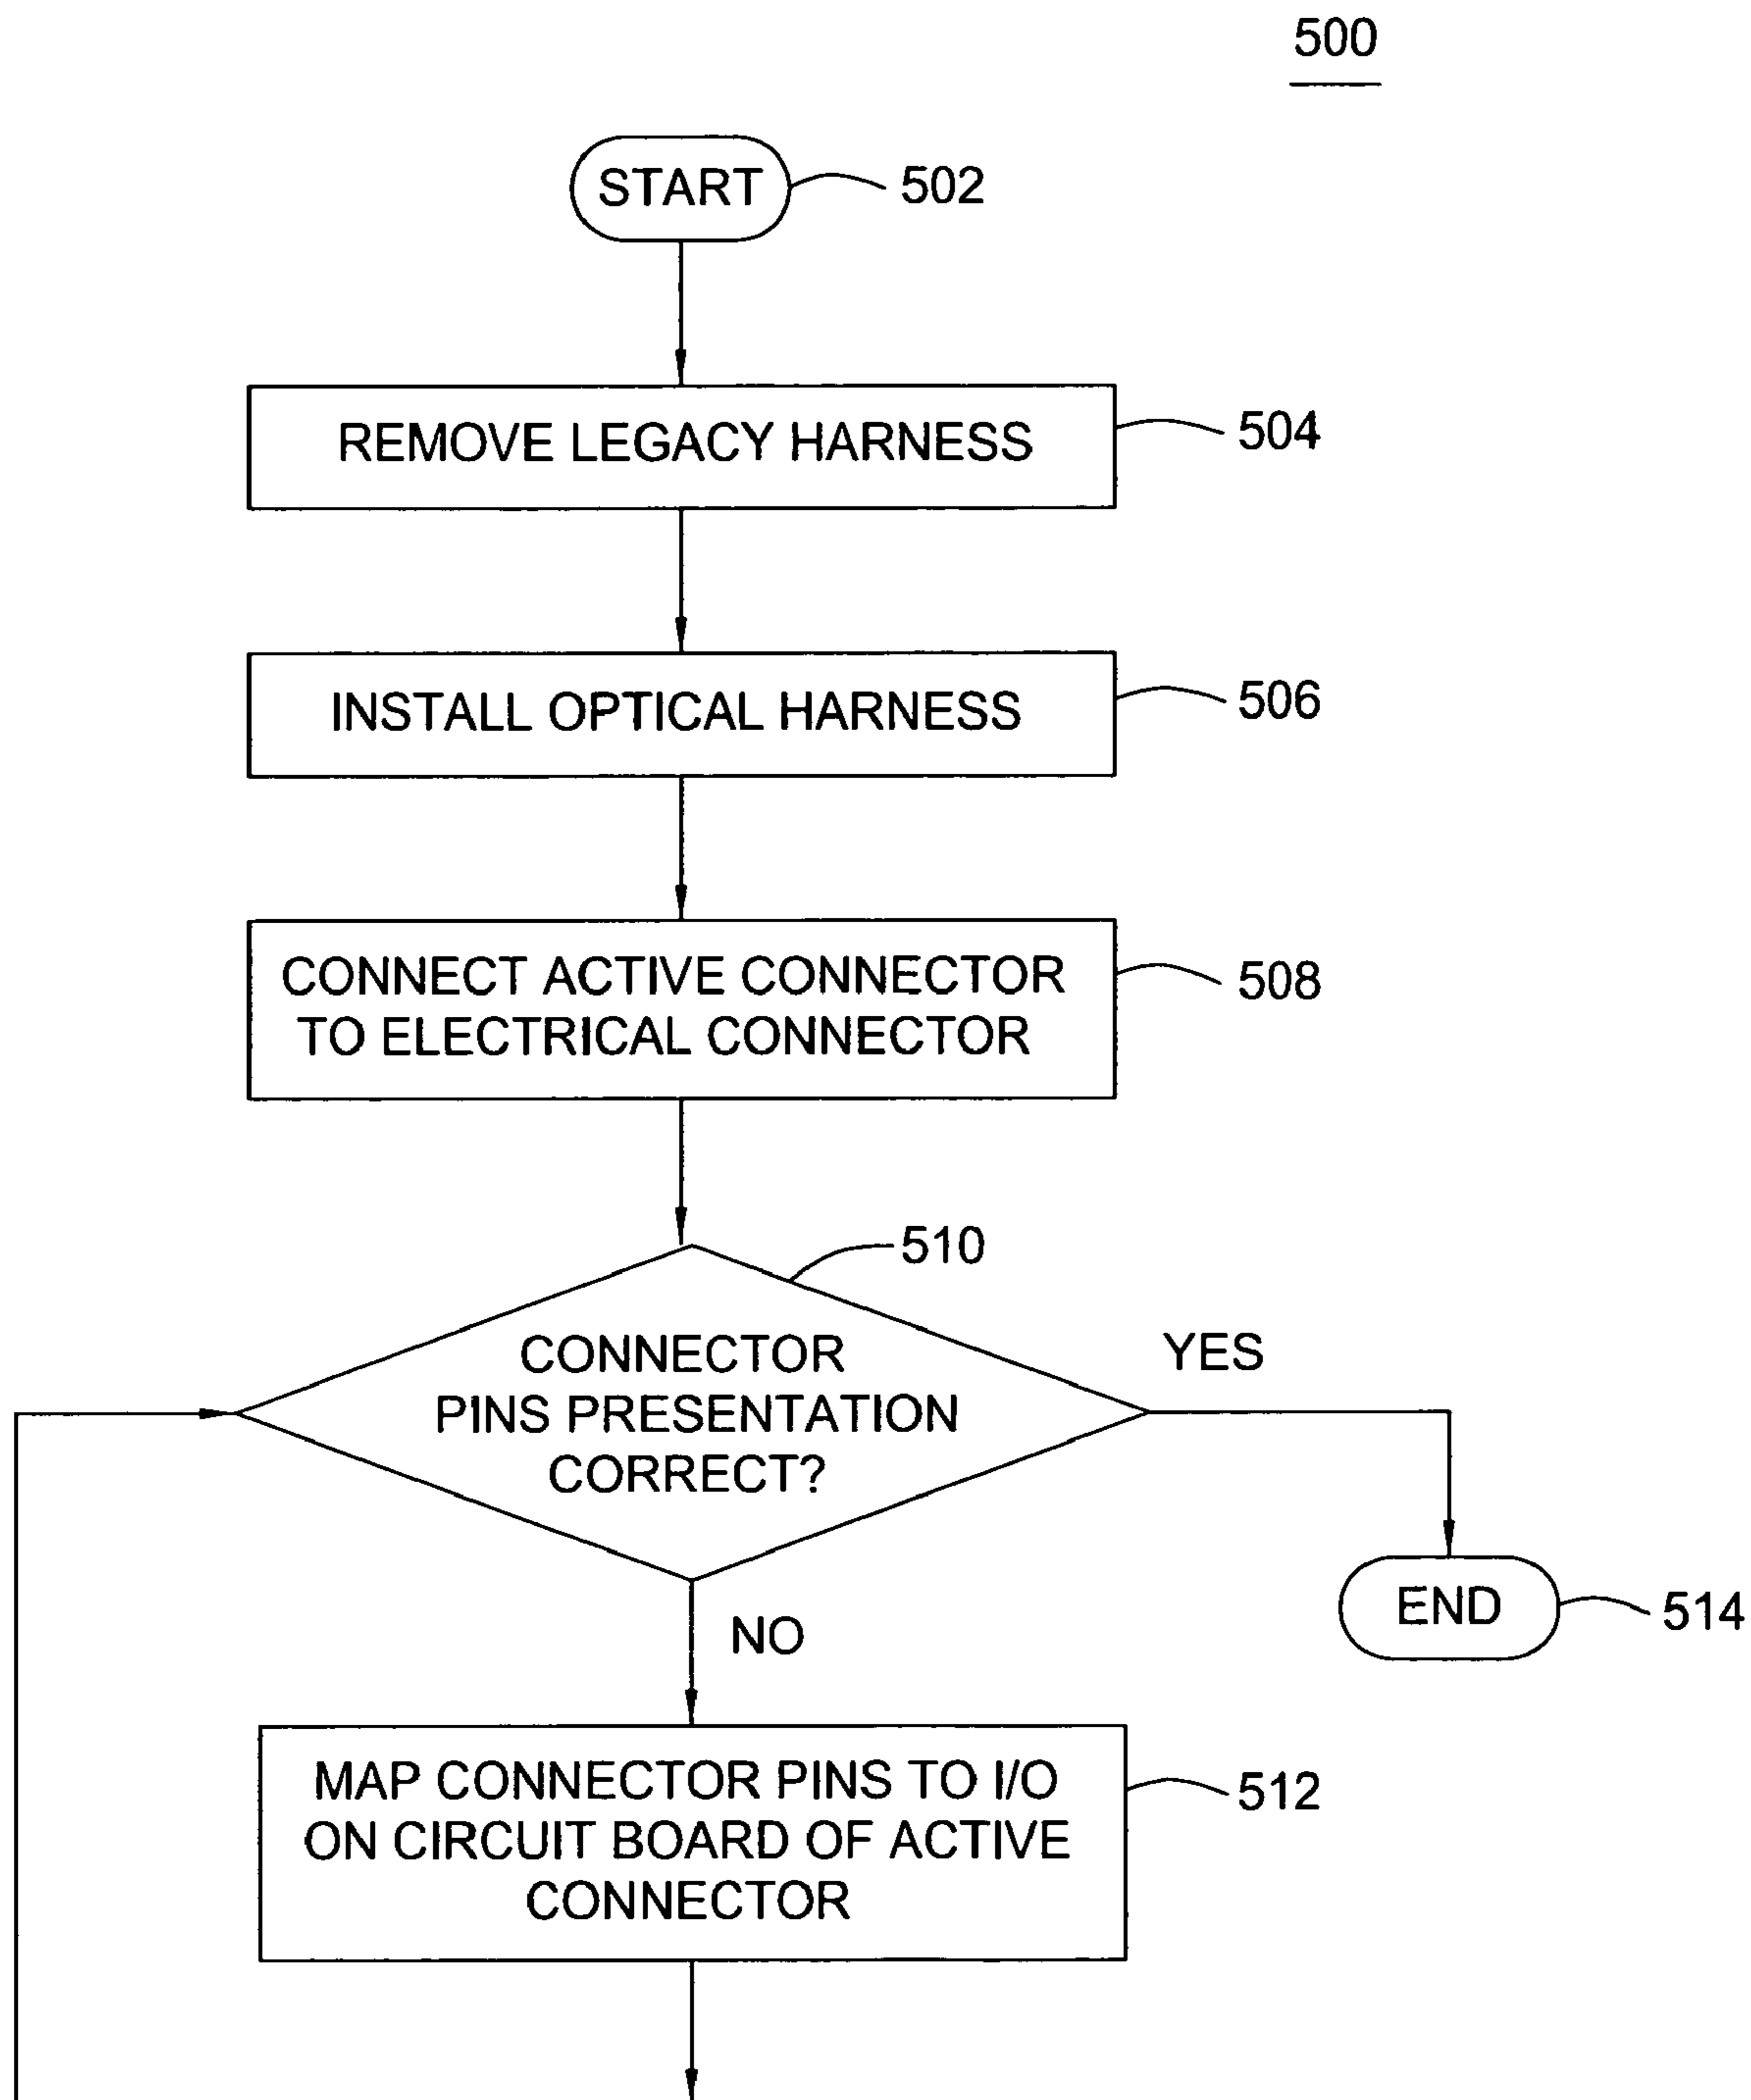 500
START
502
REMOVE LEGACY HARNESS
504
INSTALL OPTICAL HARNESS
506
CONNECT ACTIVE CONNECTOR
TO ELECTRICAL CONNECTOR
508
510
CONNECTOR
PINS PRESENTATION
CORRECT?
YES
NO
END
514
MAP CONNECTOR PINS TO I/O
ON CIRCUIT BOARD OF ACTIVE
CONNECTOR
512